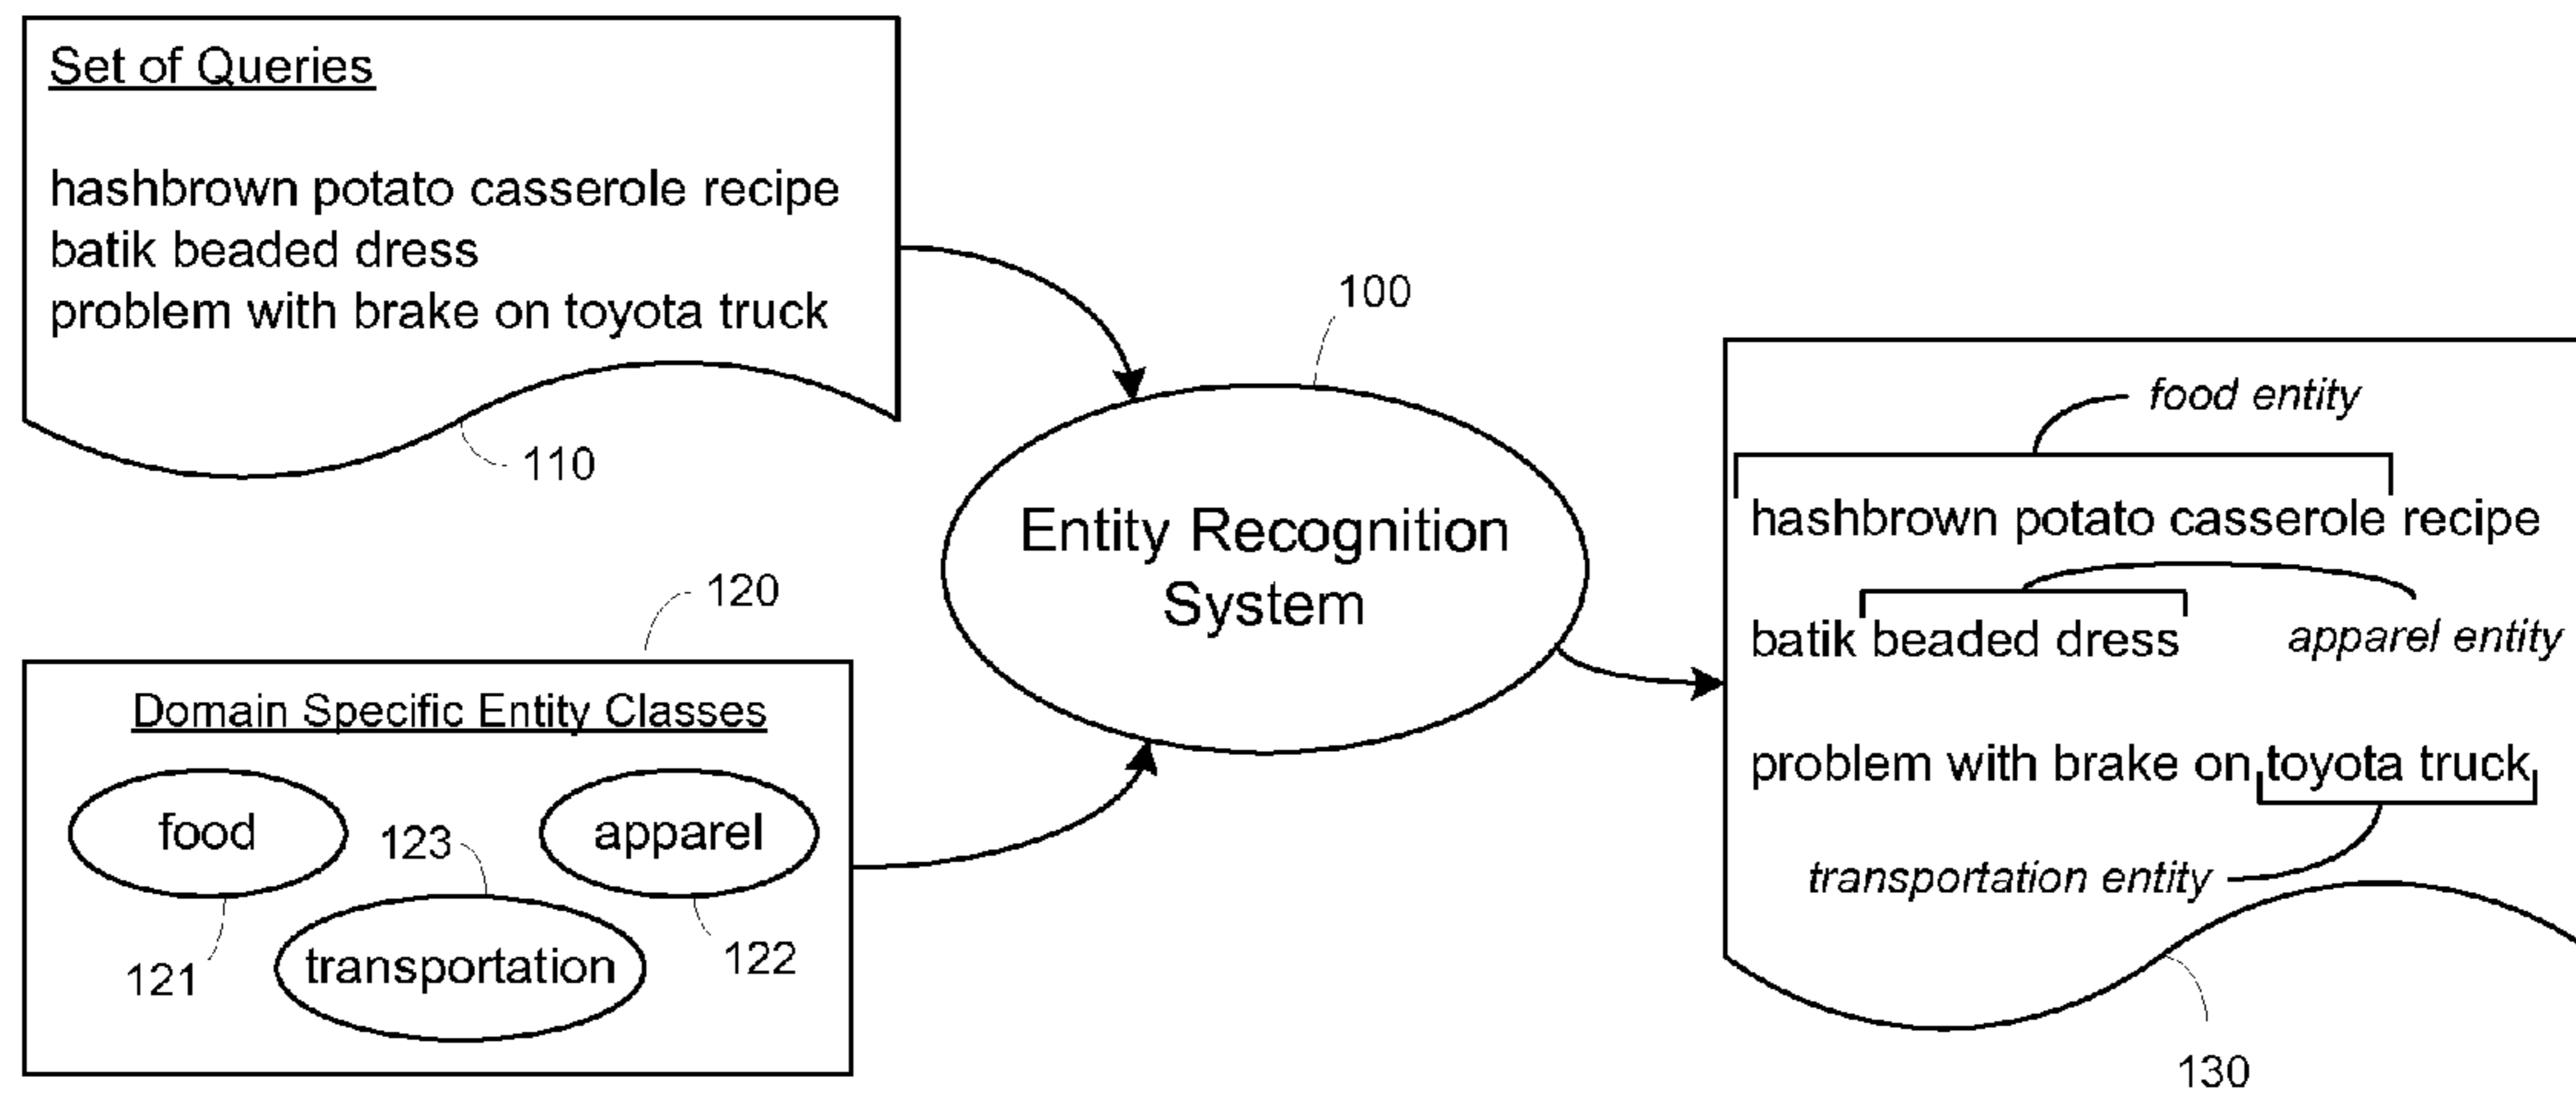 Set of Queries
hashbrown potato casserole recipe
batik beaded dress
problem with brake on toyota truck
110
120
Domain Specific Entity Classes
food
123
apparel
121
transportation
122
100
Entity Recognition
System
food entity
hashbrown potato casserole recipe
batik beaded dress
apparel entity
problem with brake on toyota truck
transportation entity
130